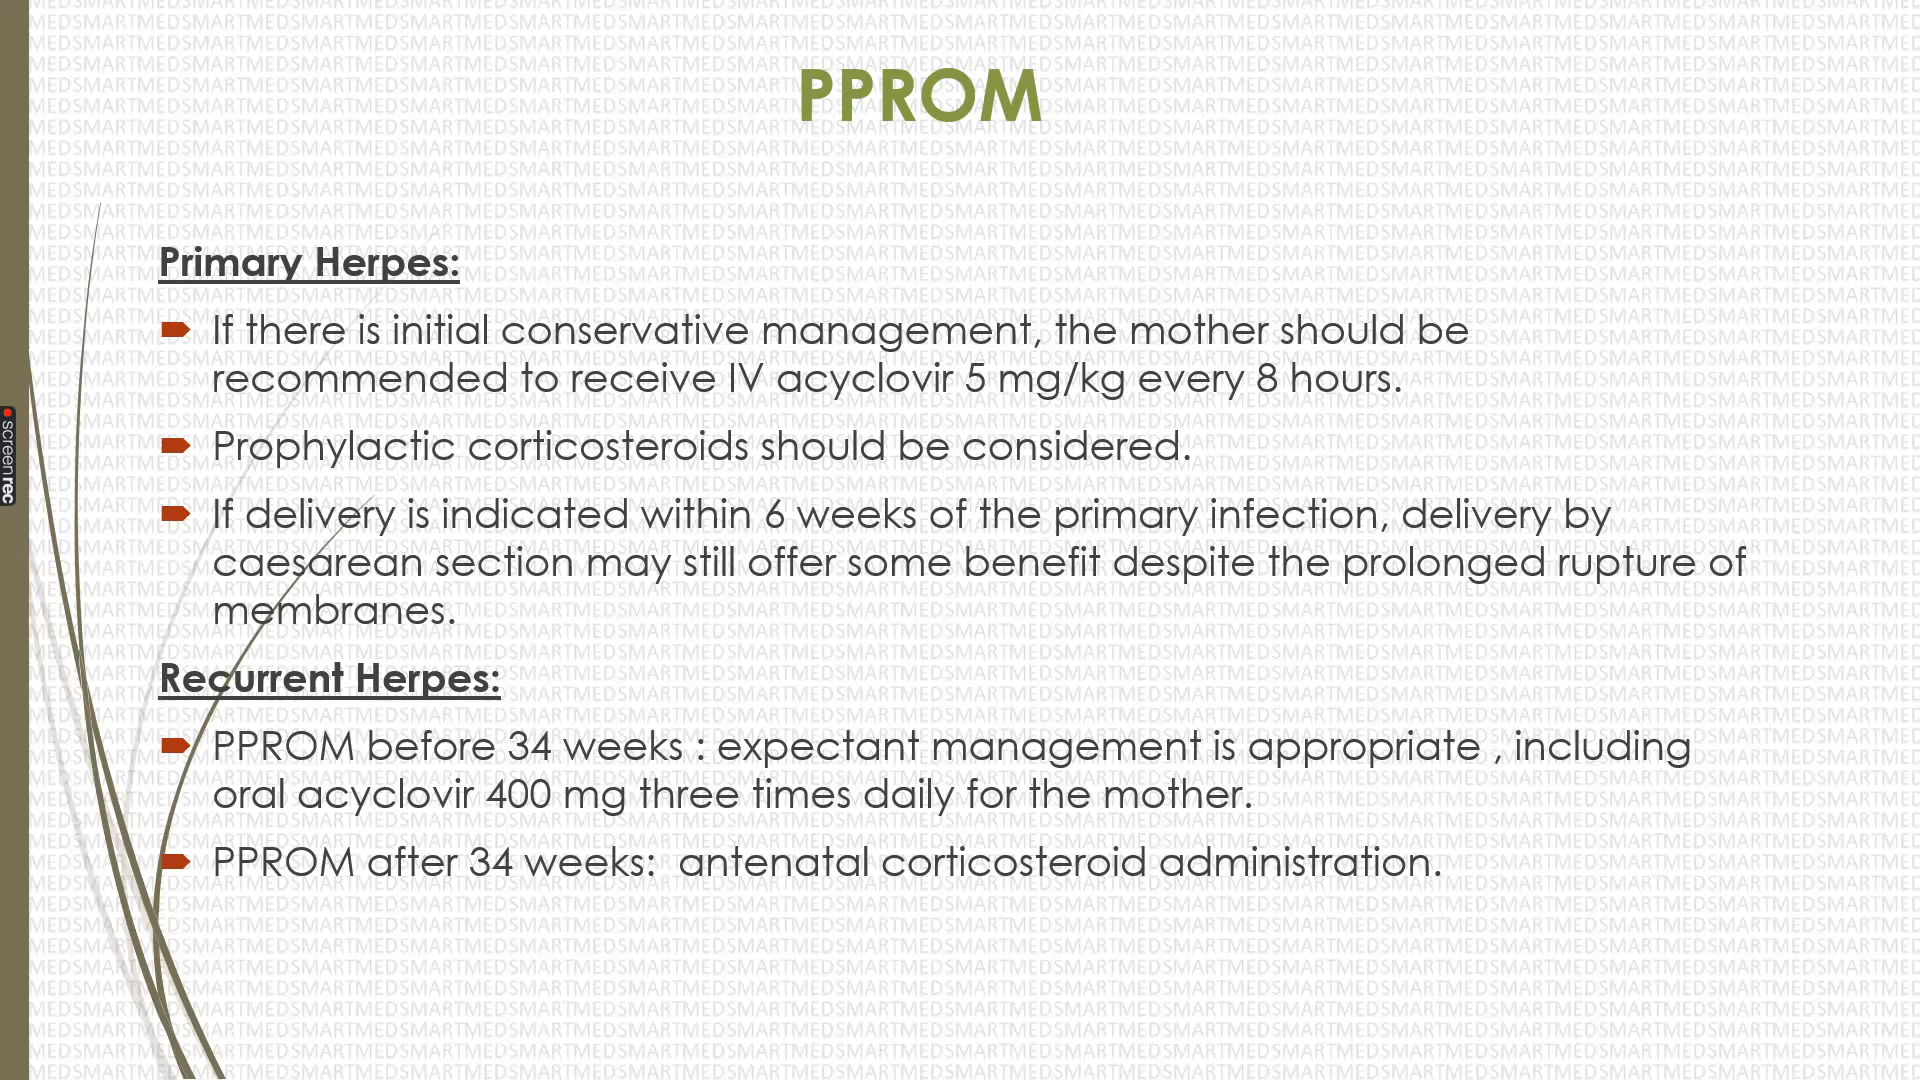 PPROM
Primary Herpes:
If there is initial conservative management, the mother should be
recommended to receive IV acyclovir 5 mg/kg every 8 hours.
Prophylactic corticosteroids should be considered.
If delivery is indicated within 6 weeks of the primary infection, delivery by
caesarean section may still offer some benefit despite the prolonged rupture of
membranes.
Recurrent Herpes:
PPROM before 34 weeks : expectant management is appropriate , including
oral acyclovir 400 mg three times daily for the mother.
PPROM after 34 weeks:  antenatal corticosteroid administration.
screenrec